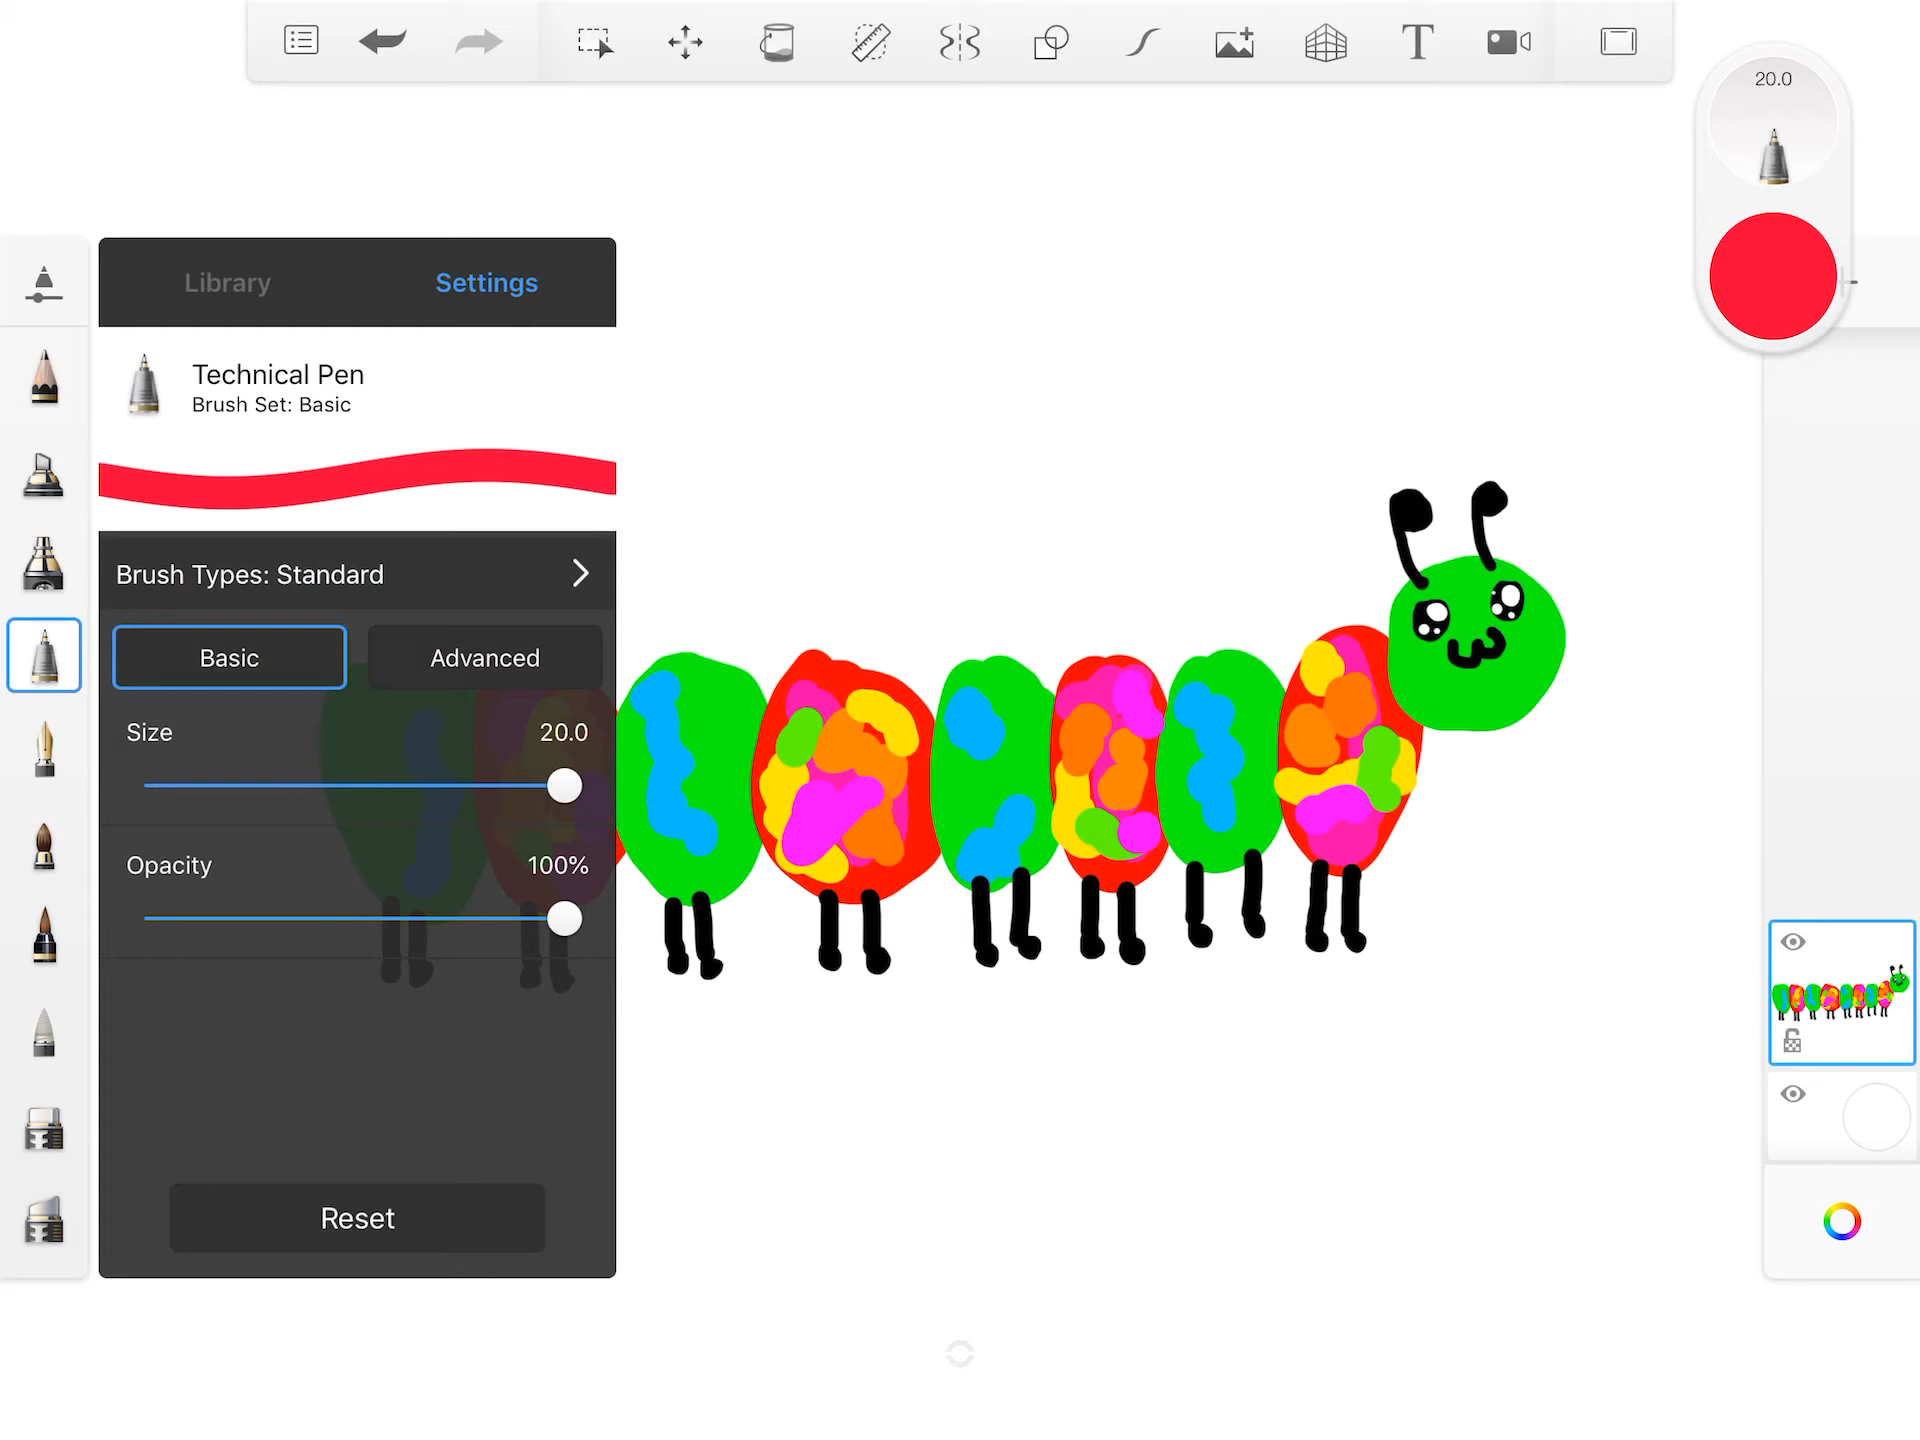 T
20.0
Library
Settings
Technical Pen
Brush Set: Basic
Brush Types: Standard
Basic
Advanced
Size
20.0
Opacity
100%
Reset